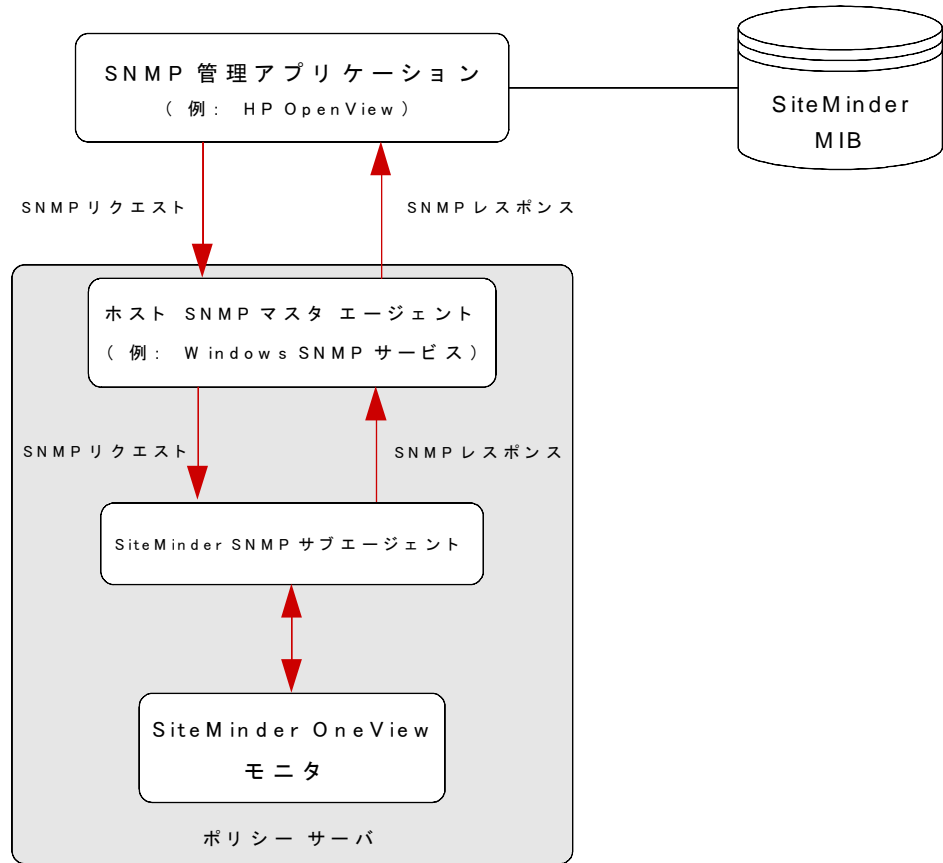 SNMP 管理アプリケーション
（例： HP OpenView）
SiteMinder
MIB
SNMPリクエスト
SNMPレスポンス
ホスト SNMP マスタ エージェント
（例： Windows SNMP サービス）
SNMPリクエスト
SNMPレスポンス
SiteMinder SNMP サブエージェント
SiteMinder OneView
モニタ
ポリシー サーバ